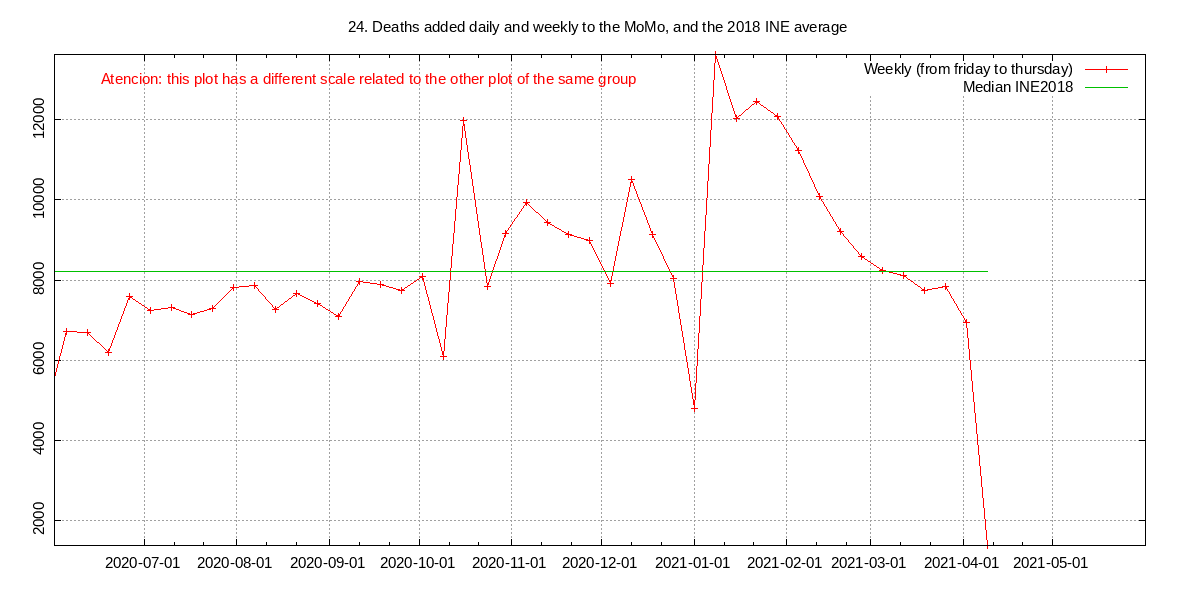 24. Deaths added daily and weekly to the MoMo, and the 2018 INE average
Atencion: this plot has a different scale related to the other plot of the same group
Weekly (from friday to thursday)
Median INE2018
12000
10000
8000
6000
4000
2000
2020-07-01 2020-08-01 2020-09-01 2020-10-01 2020-11-01 2020-12-01 2021-01-01 2021-02-01 2021-03-01 2021-04-01 2021-05-01